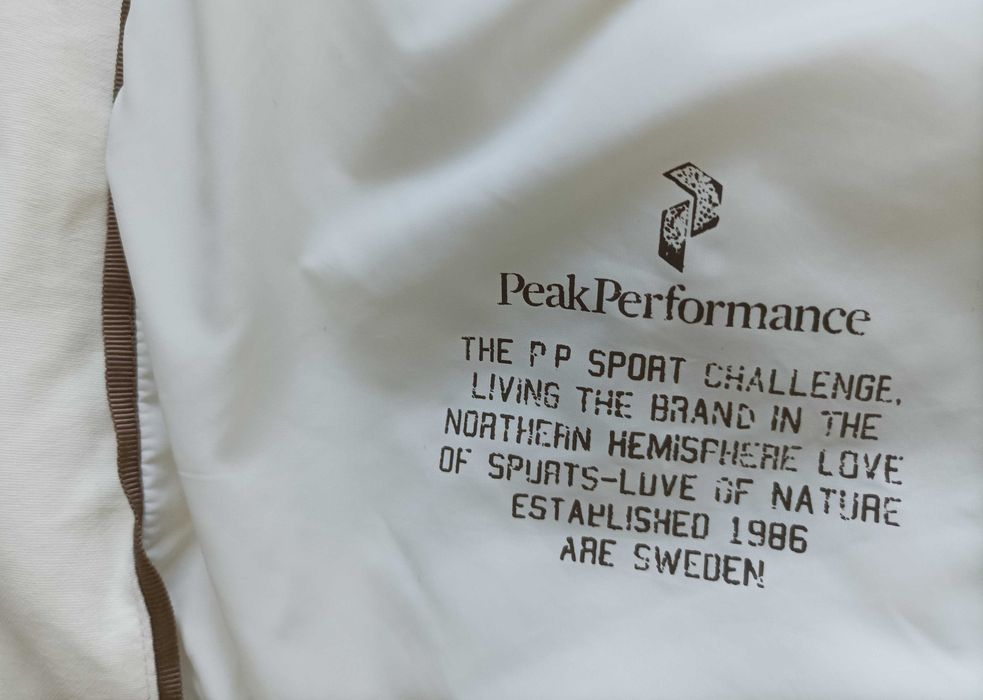 PeakPerformance
THE PP SPORT CHALLENGE.
LIVING THE BRAND IN THE
NORTHERN HEMISPHERE LOVE
OF SPORTS-LOVE OF NATURE
ESTABLISHED 1986
ARE SWEDEN